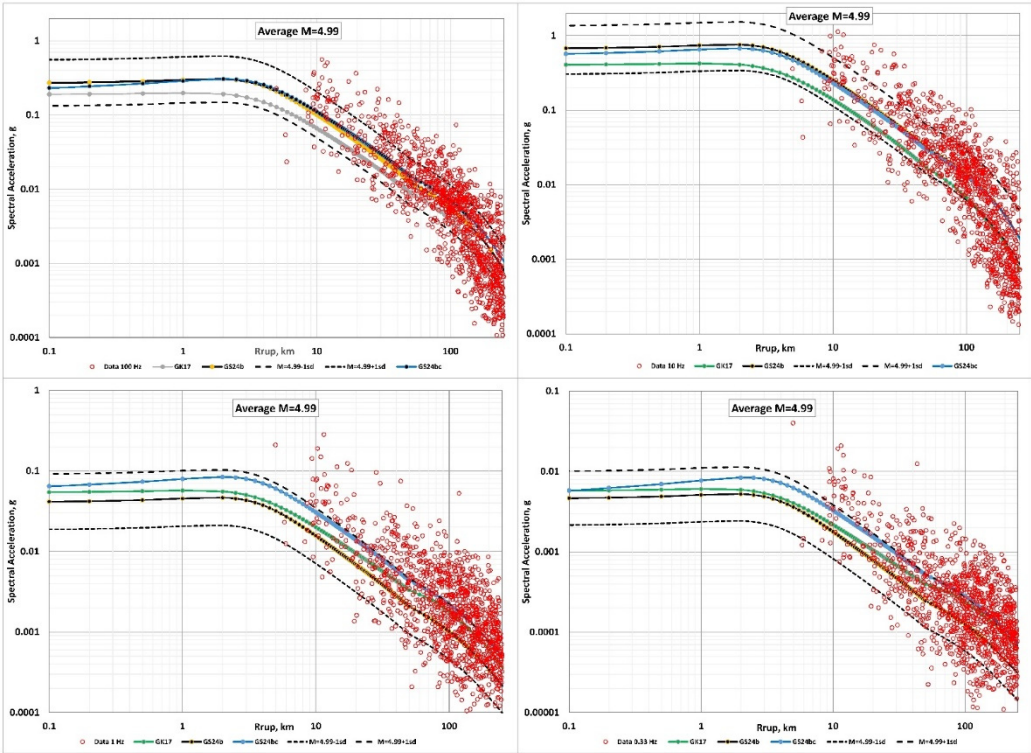 Average M=4.99
Spectral Acceleration, g
1
0.1
0.01
0.001
0.0001
0.1
1
Rrup, km
10
100
Data 100 Hz GK17 GS24b M=4.99-1sd M=4.99+1sd GS24bc
Average M=4.99
Spectral Acceleration, g
1
0.1
0.01
0.001
0.0001
0.1
1
Rrup, km
10
100
Data 10 Hz GK17 GS24b GS24bc M=4.99-1sd M=4.99+1sd
Average M=4.99
Spectral Acceleration, g
1
0.1
0.01
0.001
0.0001
0.1
1
Rrup, km
10
100
Data 1 Hz GK17 GS24b GS24bc M=4.99-1sd M=4.99+1sd
Average M=4.99
Spectral Acceleration, g
0.1
0.01
0.001
0.0001
0.00001
0.1
1
Rrup, km
10
100
Data 0.33 Hz GK17 GS24b GS24bc M=4.99-1sd M=4.99+1sd